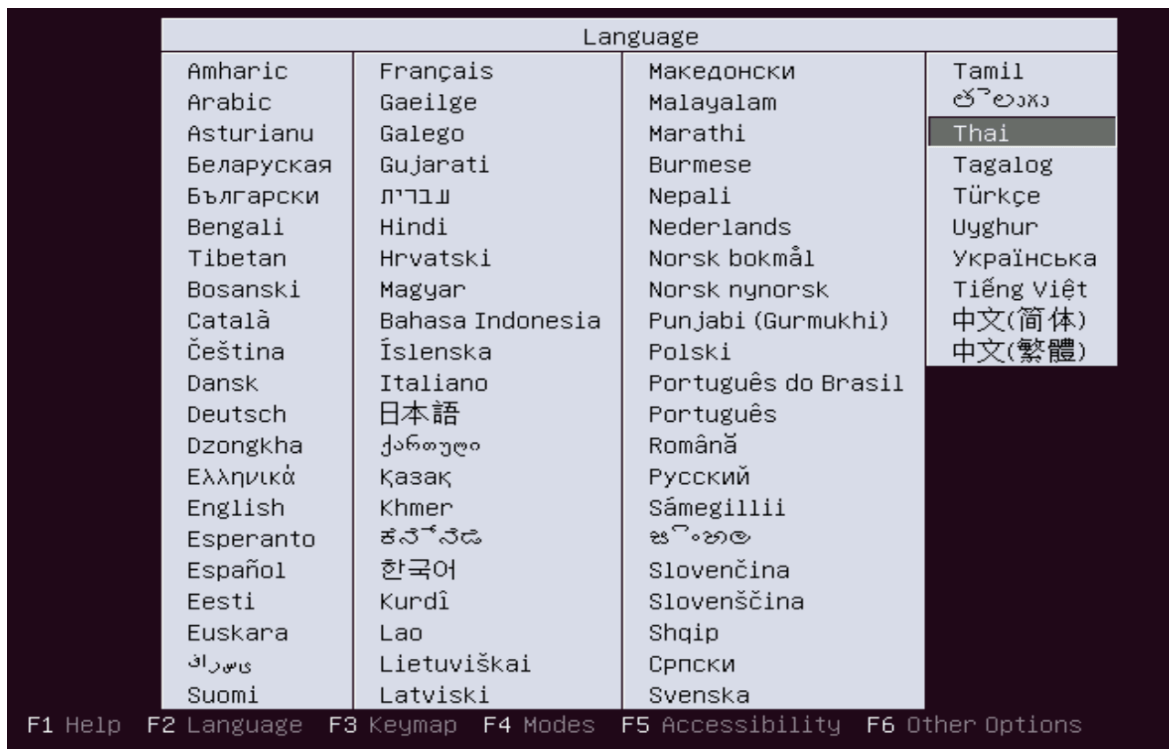 Language
Amharic
Arabic
Asturianu
Беларуская
Български
Bengali
Tibetan
Bosanski
Català
Čeština
Dansk
Deutsch
Dzongkha
Ελληνικά
English
Esperanto
Español
Eesti
Euskara
فارسی
Suomi
Français
Gaeilge
Galego
Gujarati
עברית
Hindi
Hrvatski
Magyar
Bahasa Indonesia
Íslenska
Italiano
日本語
ქართული
Қазақ
Khmer
ಕನ್ನಡ
한국어
Kurdî
Lao
Lietuviškai
Latviski
Македонски
Malayalam
Marathi
Burmese
Nepali
Nederlands
Norsk bokmål
Norsk nynorsk
Punjabi (Gurmukhi)
Polski
Português do Brasil
Português
Română
Русский
Sámegillii
සිංහල
Slovenčina
Slovenščina
Shqip
Српски
Svenska
Tamil
తెలుగు
Thai
Tagalog
Türkçe
Uyghur
Українська
Tiếng Việt
中文(简体)
中文(繁體)
F1 Help F2 Language F3 Keymap F4 Modes F5 Accessibility F6 Other Options